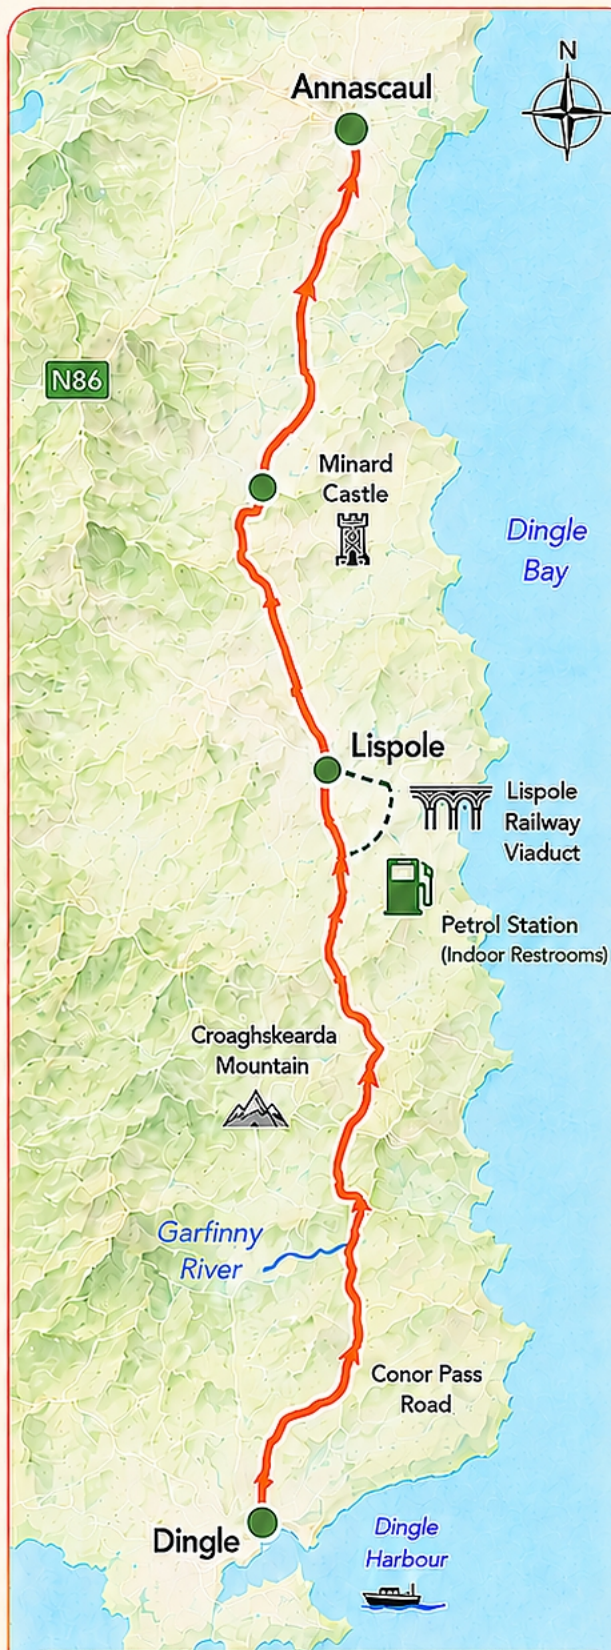 N
Annascaul
N86
Minard
Castle
Dingle
Bay
Lispole
Lispole
Railway
Viaduct
Petrol Station
(Indoor Restrooms)
Croaghskearda
Mountain
Garfinny
River
Conor Pass
Road
Dingle
Dingle
Harbour